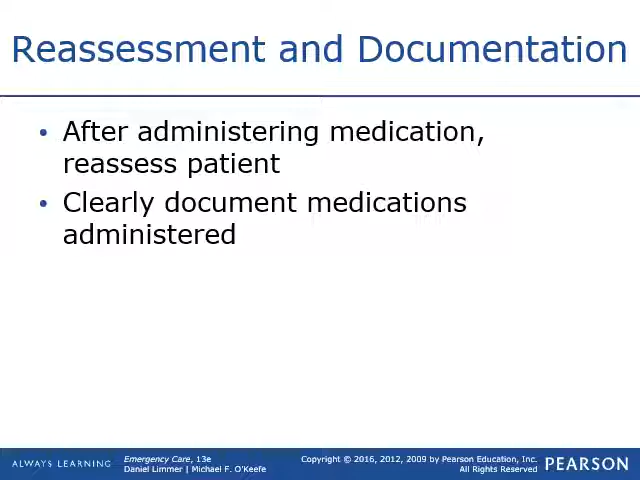 Reassessment and Documentation
• After administering medication,
reassess patient
• Clearly document medications
administered
ALWAYS LEARNING
Emergency Care, 13e
Daniel Limmer | Michael F. O'Keefe
Copyright © 2016, 2012, 2009 by Pearson Education, Inc.
All Rights Reserved
PEARSON